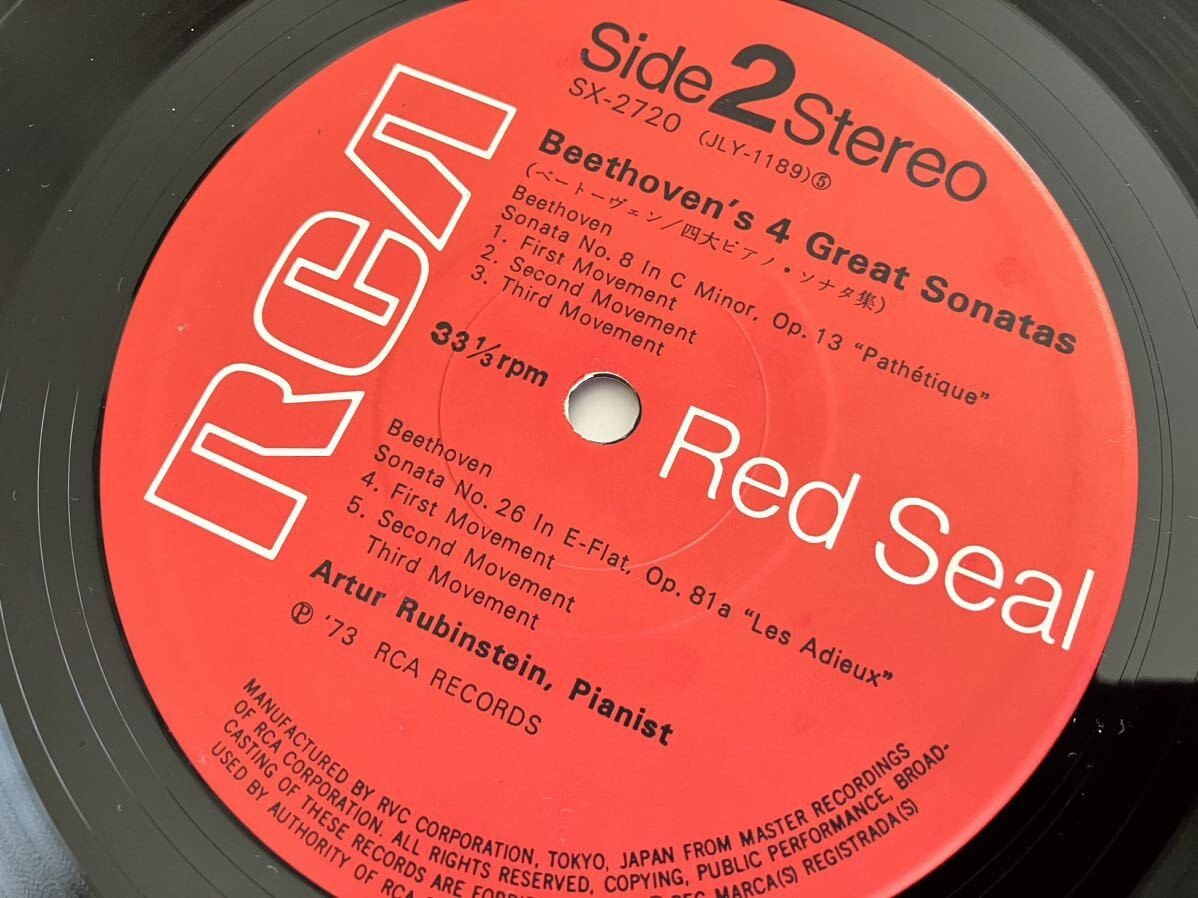 RCA
Side 2 Stereo
SX-2720 (JLY-1189)⑤
Beethoven's 4 Great Sonatas
(ベートーヴェン/四大ピアノ・ソナタ集)
Beethoven
Sonata No. 8 In C Minor, Op. 13 "Pathétique"
1. First Movement
2. Second Movement
3. Third Movement
33⅓rpm
Red Seal
Beethoven
Sonata No. 26 In E-Flat, Op. 81a "Les Adieux"
4. First Movement
5. Second Movement
Third Movement
Artur Rubinstein, Pianist
Ⓟ '73 RCA RECORDS
MANUFACTURED BY RVC CORPORATION, TOKYO, JAPAN FROM MASTER RECORDINGS
OF RCA CORPORATION. ALL RIGHTS RESERVED, COPYING, PUBLIC PERFORMANCE, BROAD-
CASTING OF THESE RECORDS ARE
USED BY AUTHORITY OF RCA MARCA(S) REGISTRADA(S)